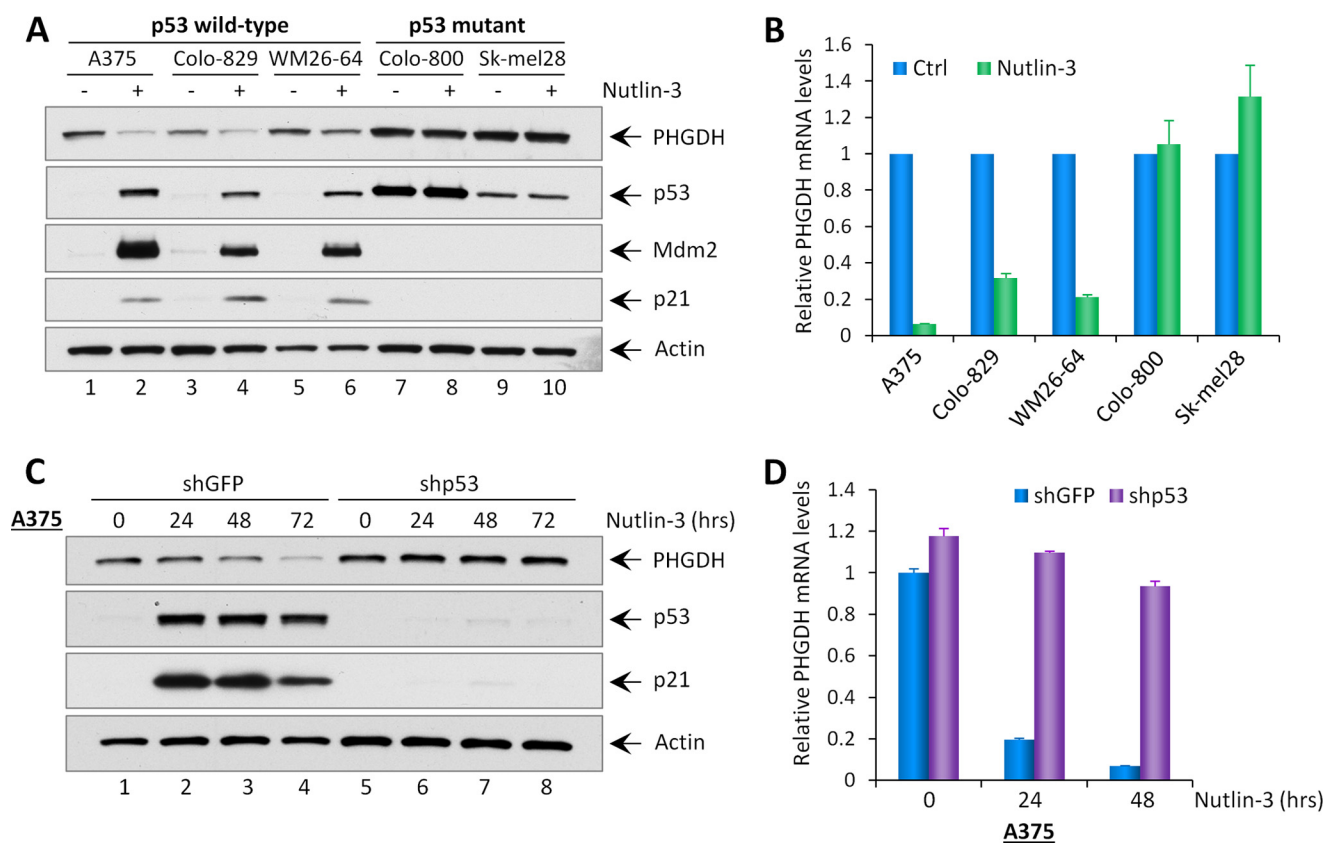 A
p53 wild-type p53 mutant
A375 Colo-829 WM26-64 Colo-800 Sk-mel28
- + - + - + - + - + Nutlin-3
PHGDH
p53
Mdm2
p21
Actin
1 2 3 4 5 6 7 8 9 10
B
Relative PHGDH mRNA levels
Ctrl Nutlin-3
1.6
1.4
1.2
1
0.8
0.6
0.4
0.2
0
A375 Colo-829 WM26-64 Colo-800 Sk-mel28
C
shGFP shp53
A375 0 24 48 72 0 24 48 72 Nutlin-3 (hrs)
PHGDH
p53
p21
Actin
1 2 3 4 5 6 7 8
D
Relative PHGDH mRNA levels
shGFP shp53
1.4
1.2
1
0.8
0.6
0.4
0.2
0
0 24 48 Nutlin-3 (hrs)
A375